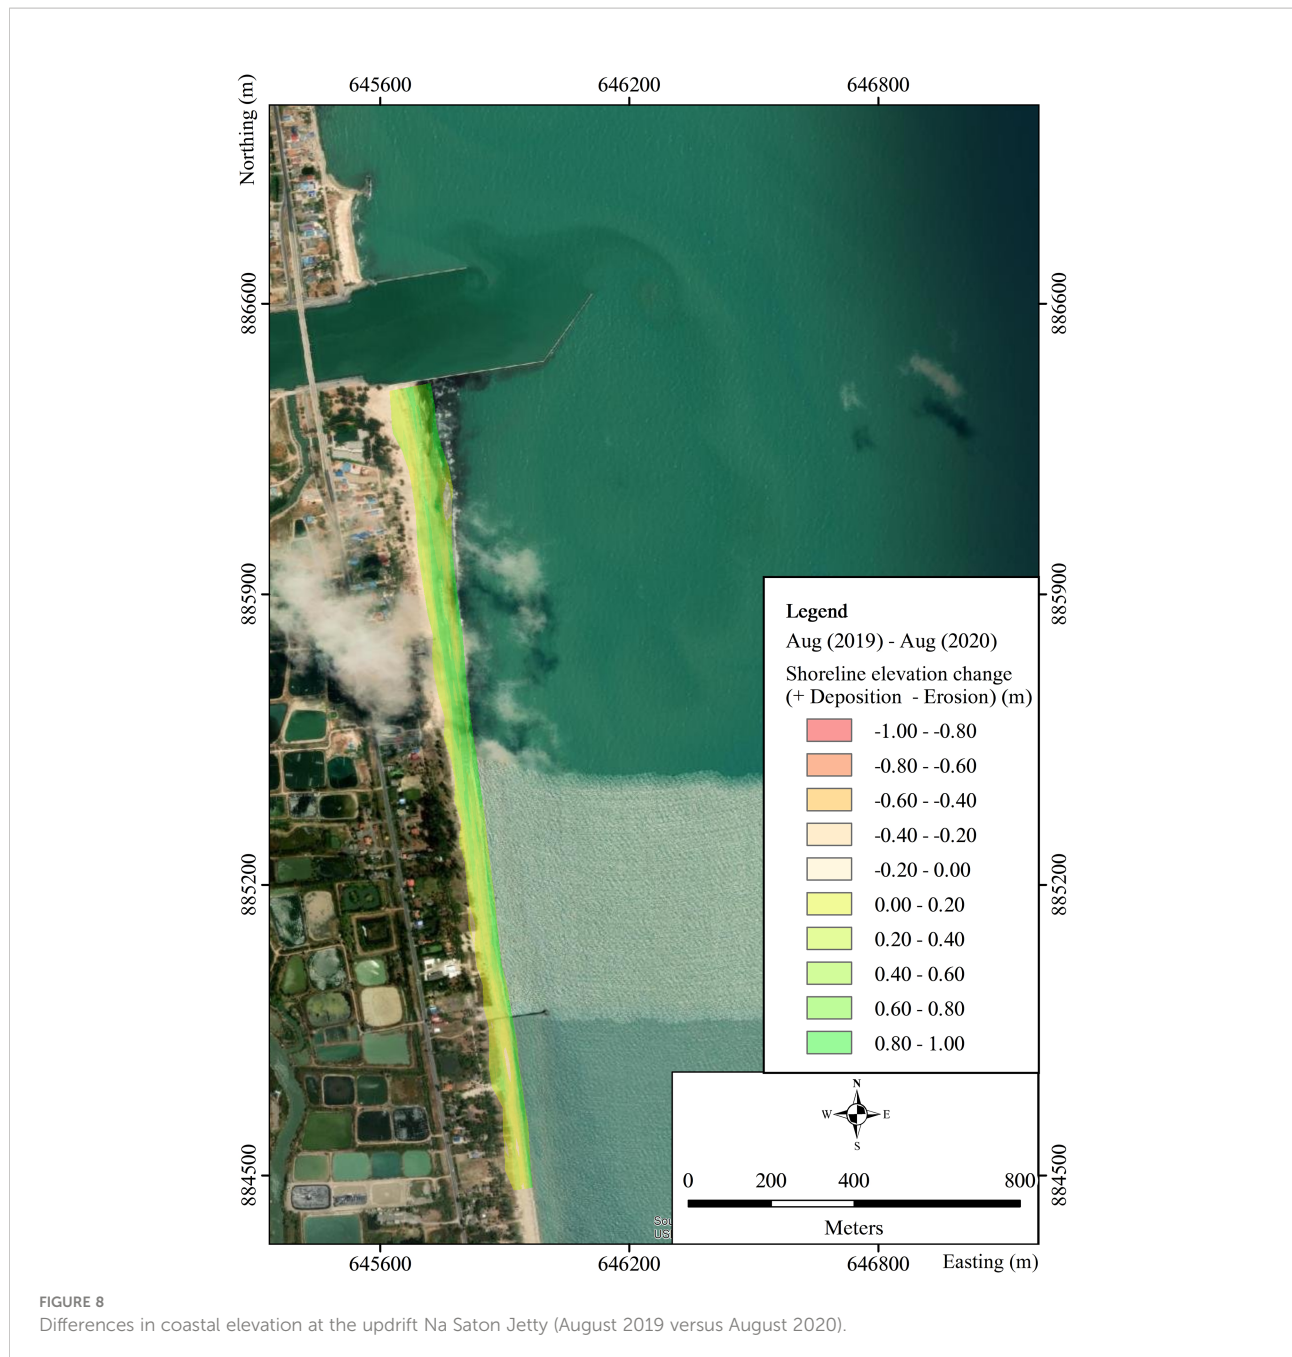 645600 646200 646800
Northing (m)
886600 886600
885900 885900
885200 885200
884500 884500
Legend
Aug (2019) - Aug (2020)
Shoreline elevation change
(+ Deposition - Erosion) (m)
-1.00 - -0.80
-0.80 - -0.60
-0.60 - -0.40
-0.40 - -0.20
-0.20 - 0.00
0.00 - 0.20
0.20 - 0.40
0.40 - 0.60
0.60 - 0.80
0.80 - 1.00
N
W E
S
0 200 400 800
Meters
645600 646200 646800 Easting (m)
FIGURE 8
Differences in coastal elevation at the updrift Na Saton Jetty (August 2019 versus August 2020).